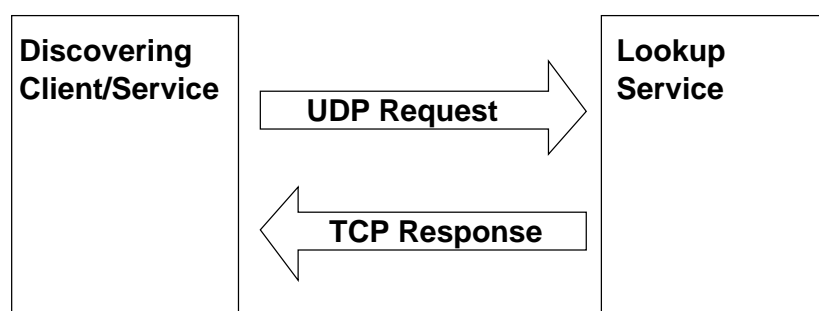 Discovering
Client/Service
UDP Request
TCP Response
Lookup
Service